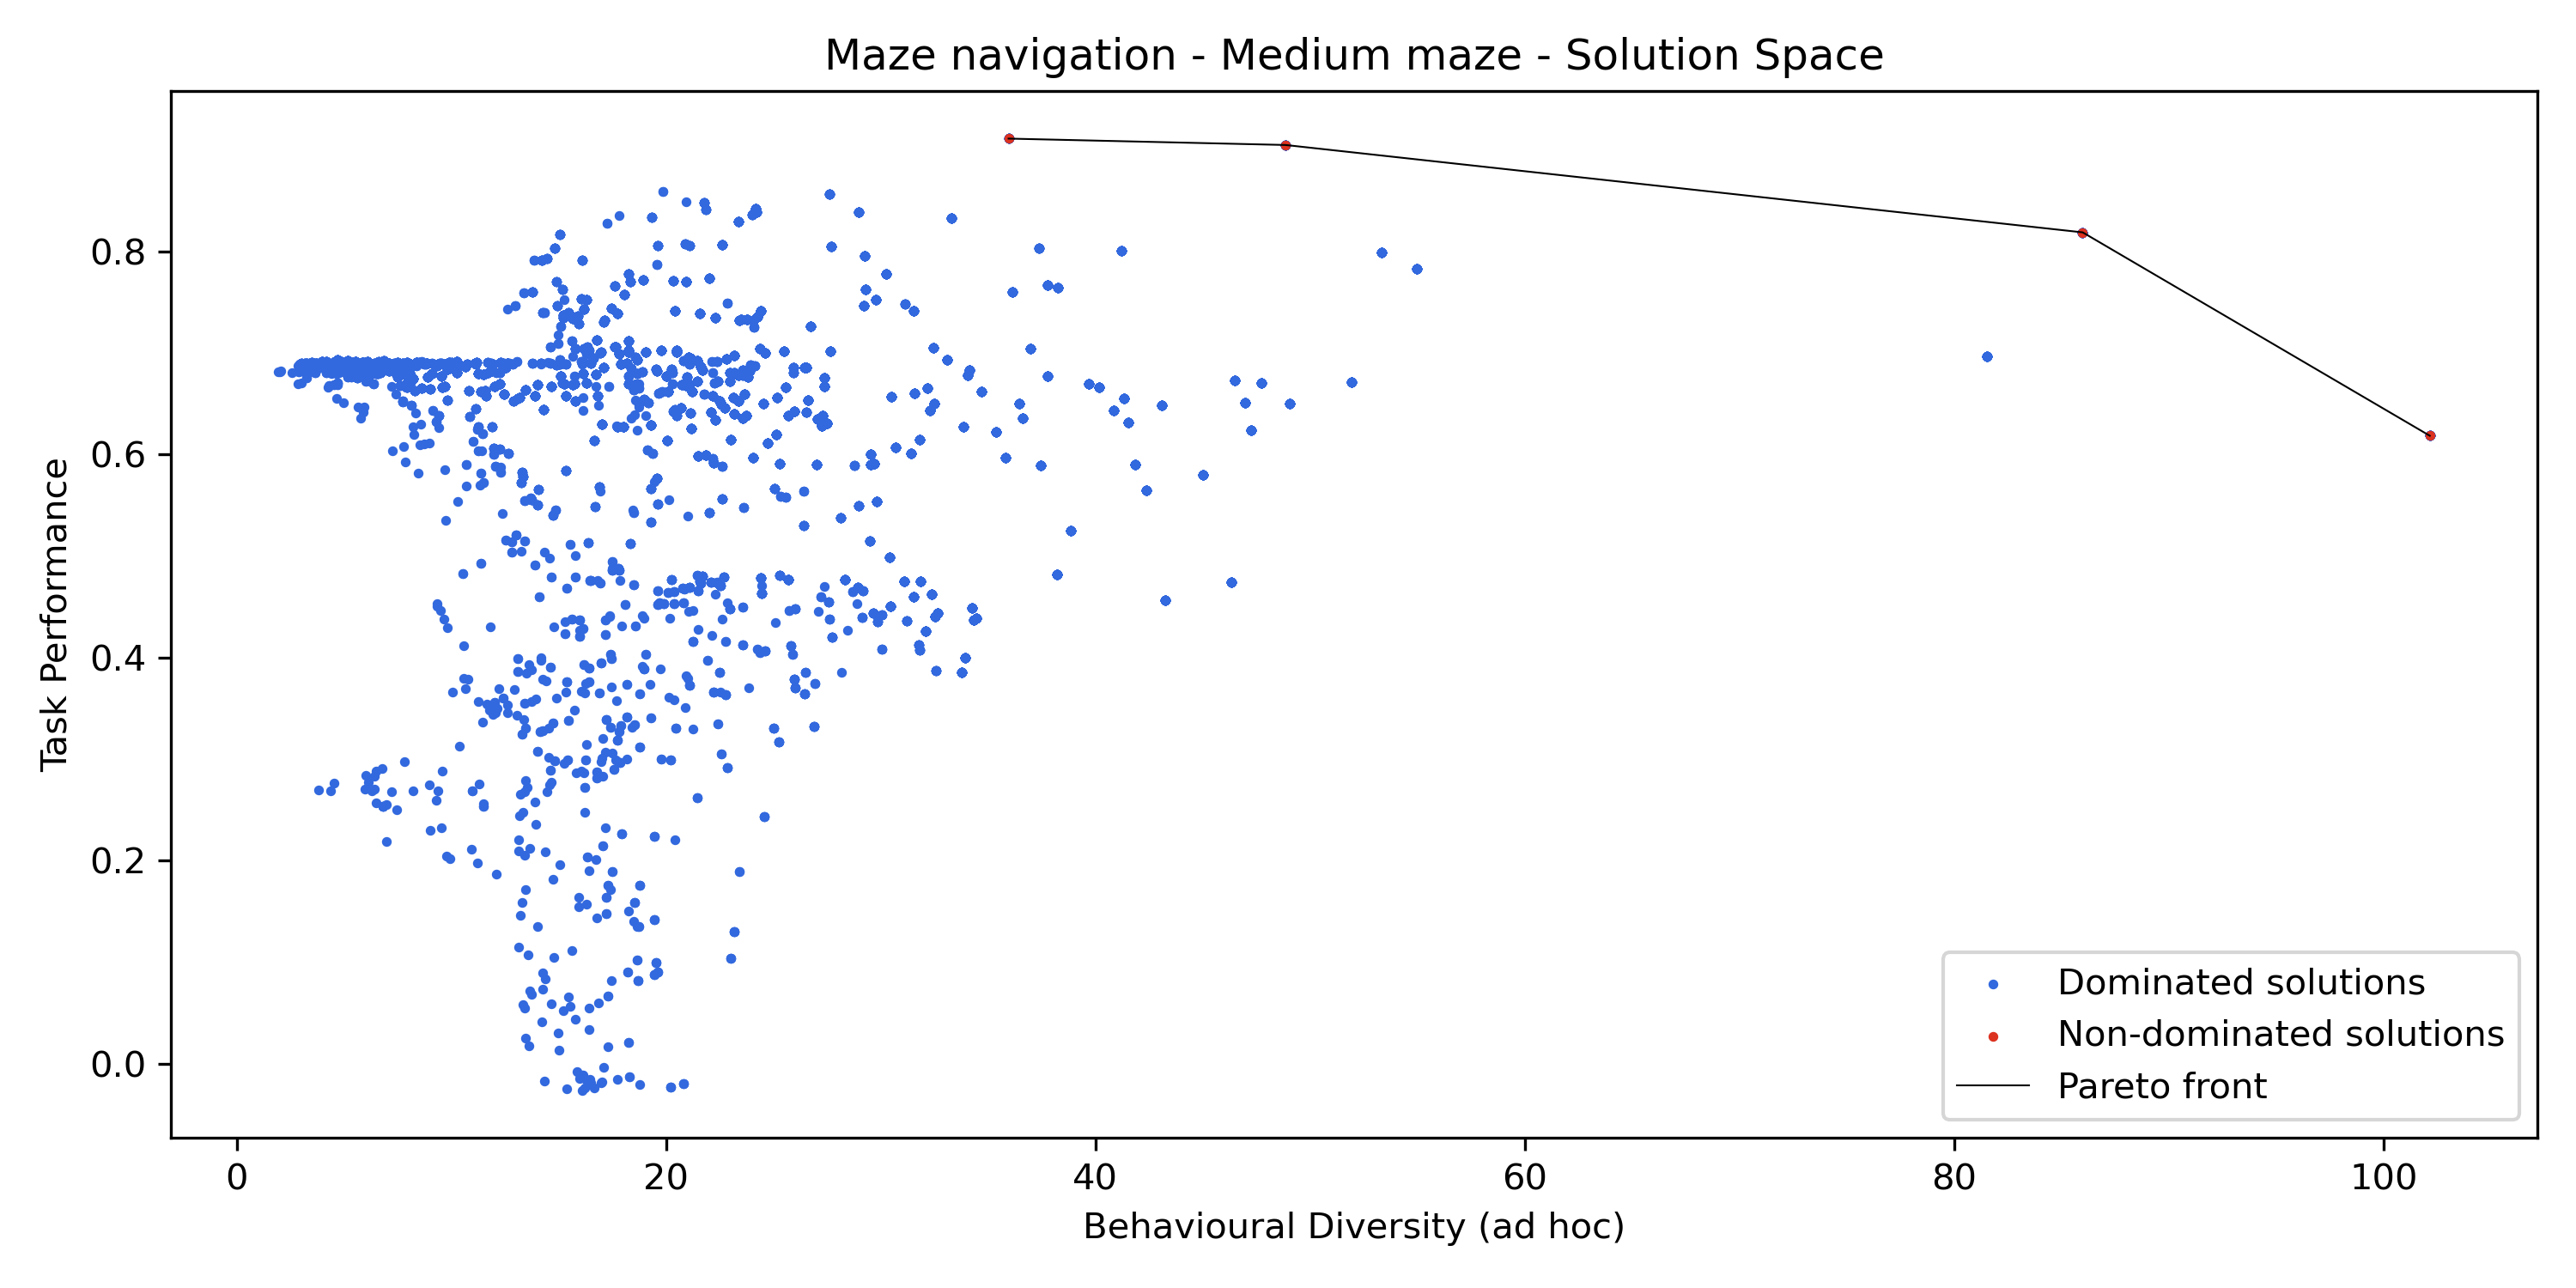 Maze navigation - Medium maze - Solution Space
Task Performance
0.8
0.6
0.4
0.2
0.0
0
20
40
60
80
100
Behavioural Diversity (ad hoc)
Dominated solutions
Non-dominated solutions
Pareto front